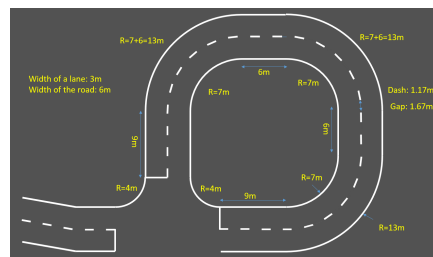 R=7+6=13m
R=7+6=13m
Width of a lane: 3m
Width of the road: 6m
6m
R=7m
R=7m
Dash: 1.17m
Gap: 1.67m
9m
6m
R=4m
R=4m
9m
R=7m
R=13m